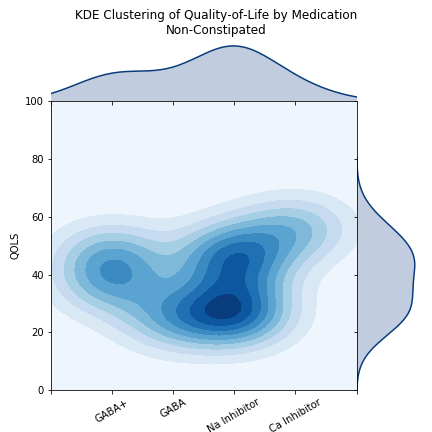 KDE Clustering of Quality-of-Life by Medication
Non-Constipated
100
80
60
40
20
0
QOLS
GABA+
GABA
Na Inhibitor
Ca Inhibitor